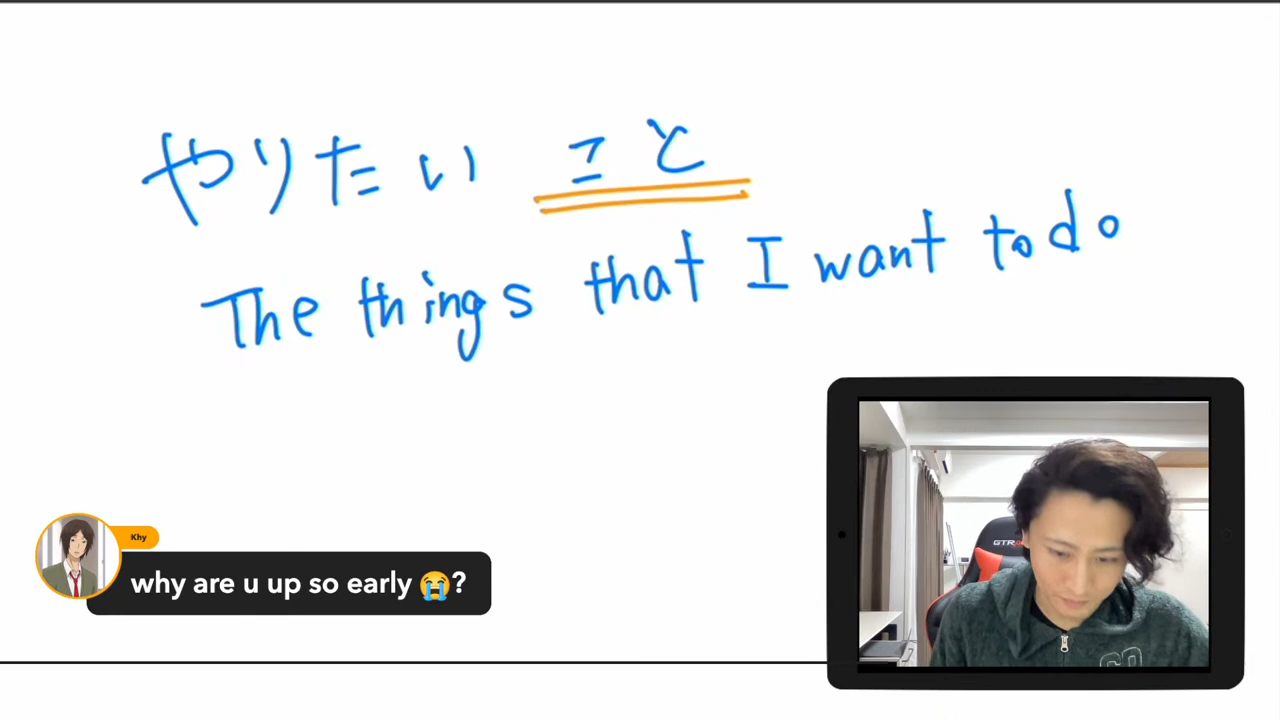 やりたい こと
The things that I want to do
Khy
why are u up so early 😭?
GTR